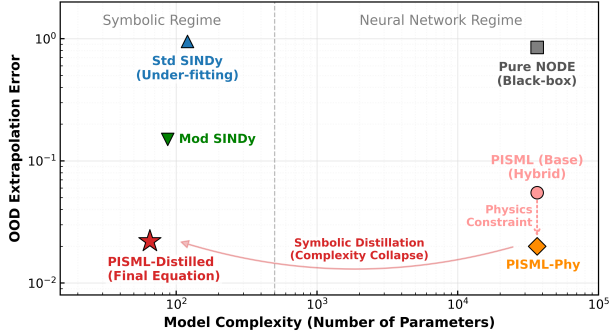 Symbolic Regime
Neural Network Regime
OOD Extrapolation Error
10⁰
10⁻¹
10⁻²
Std SINDy
(Under-fitting)
Pure NODE
(Black-box)
Mod SINDy
PISML (Base)
(Hybrid)
Physics
Constraint
Symbolic Distillation
(Complexity Collapse)
PISML-Distilled
(Final Equation)
PISML-Phy
10²
10³
10⁴
10⁵
Model Complexity (Number of Parameters)